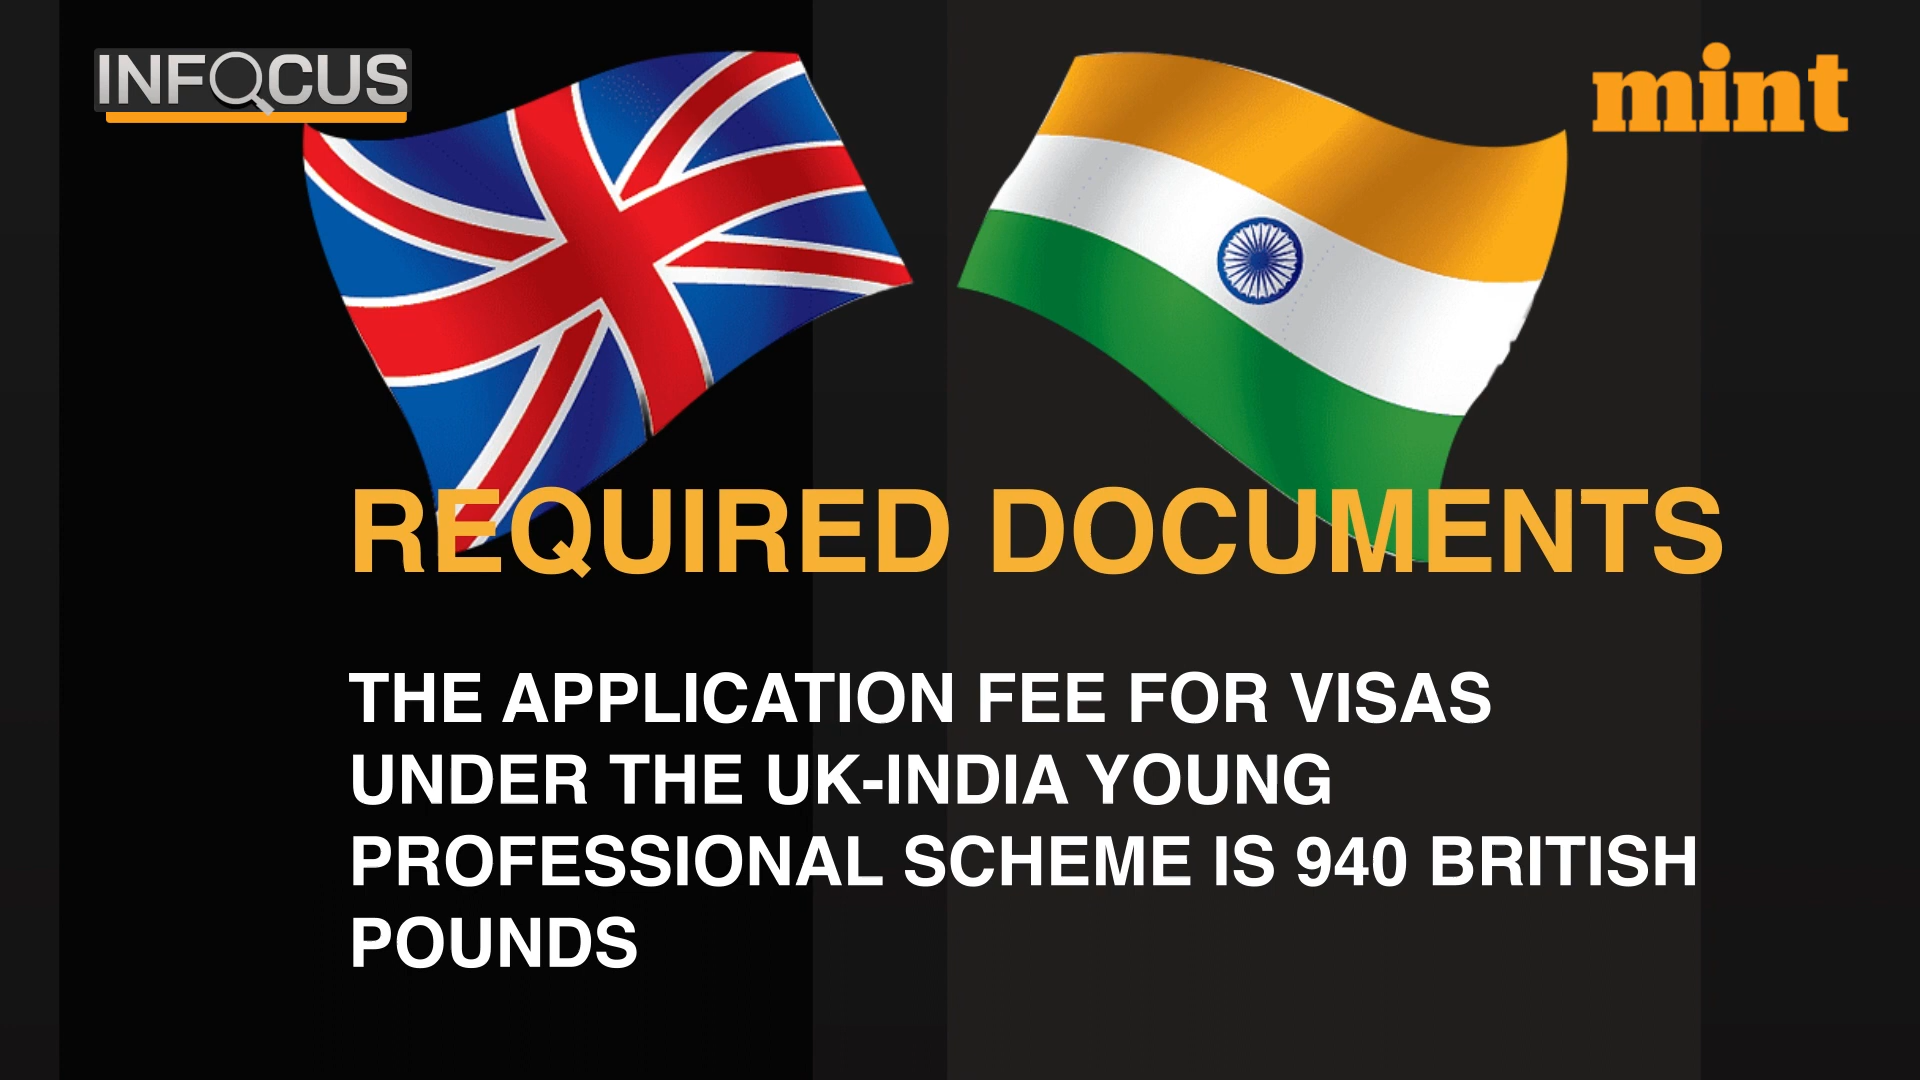 INFOCUS
mint
REQUIRED DOCUMENTS
THE APPLICATION FEE FOR VISAS
UNDER THE UK-INDIA YOUNG
PROFESSIONAL SCHEME IS 940 BRITISH
POUNDS